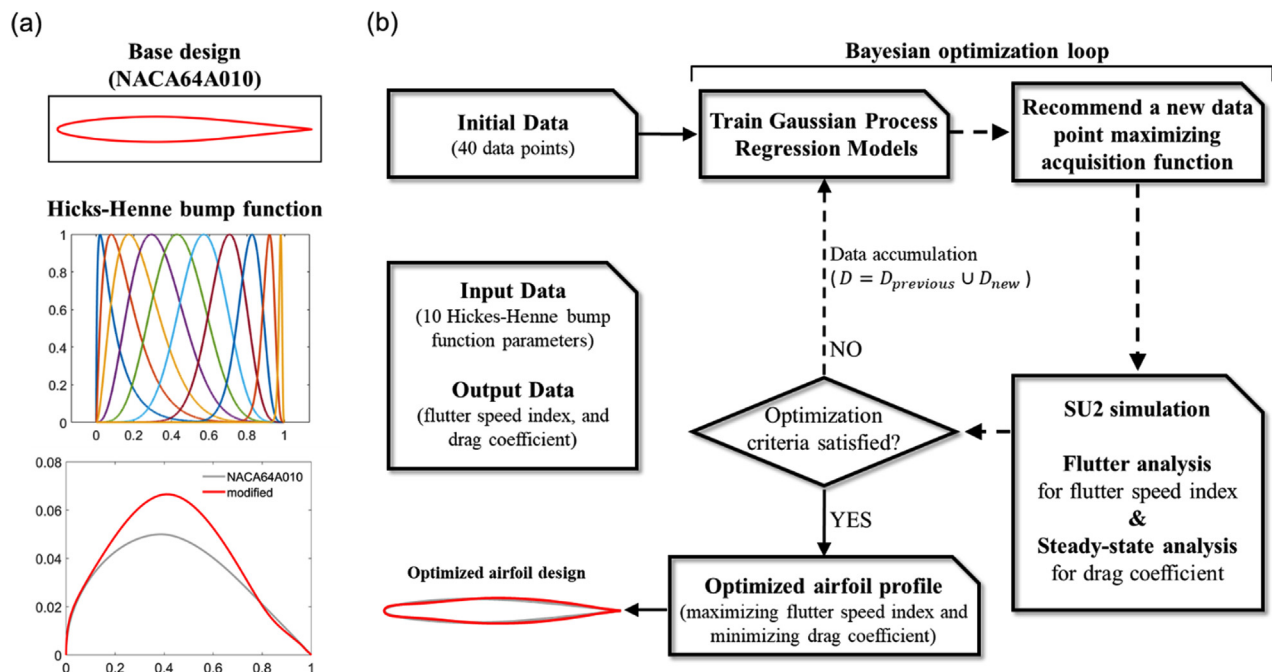 (a)
Base design
(NACA64A010)
Hicks-Henne bump function
1
0.8
0.6
0.4
0.2
0
0 0.2 0.4 0.6 0.8 1
0.08
0.06
0.04
0.02
0
NACA64A010
modified
0 0.2 0.4 0.6 0.8 1
(b)
Bayesian optimization loop
Initial Data
(40 data points)
Train Gaussian Process
Regression Models
Recommend a new data
point maximizing
acquisition function
Data accumulation
( D = D_previous ∪ D_new )
NO
Input Data
(10 Hickes-Henne bump
function parameters)
Output Data
(flutter speed index, and
drag coefficient)
Optimization
criteria satisfied?
SU2 simulation
Flutter analysis
for flutter speed index
&
Steady-state analysis
for drag coefficient
YES
Optimized airfoil design
Optimized airfoil profile
(maximizing flutter speed index and
minimizing drag coefficient)